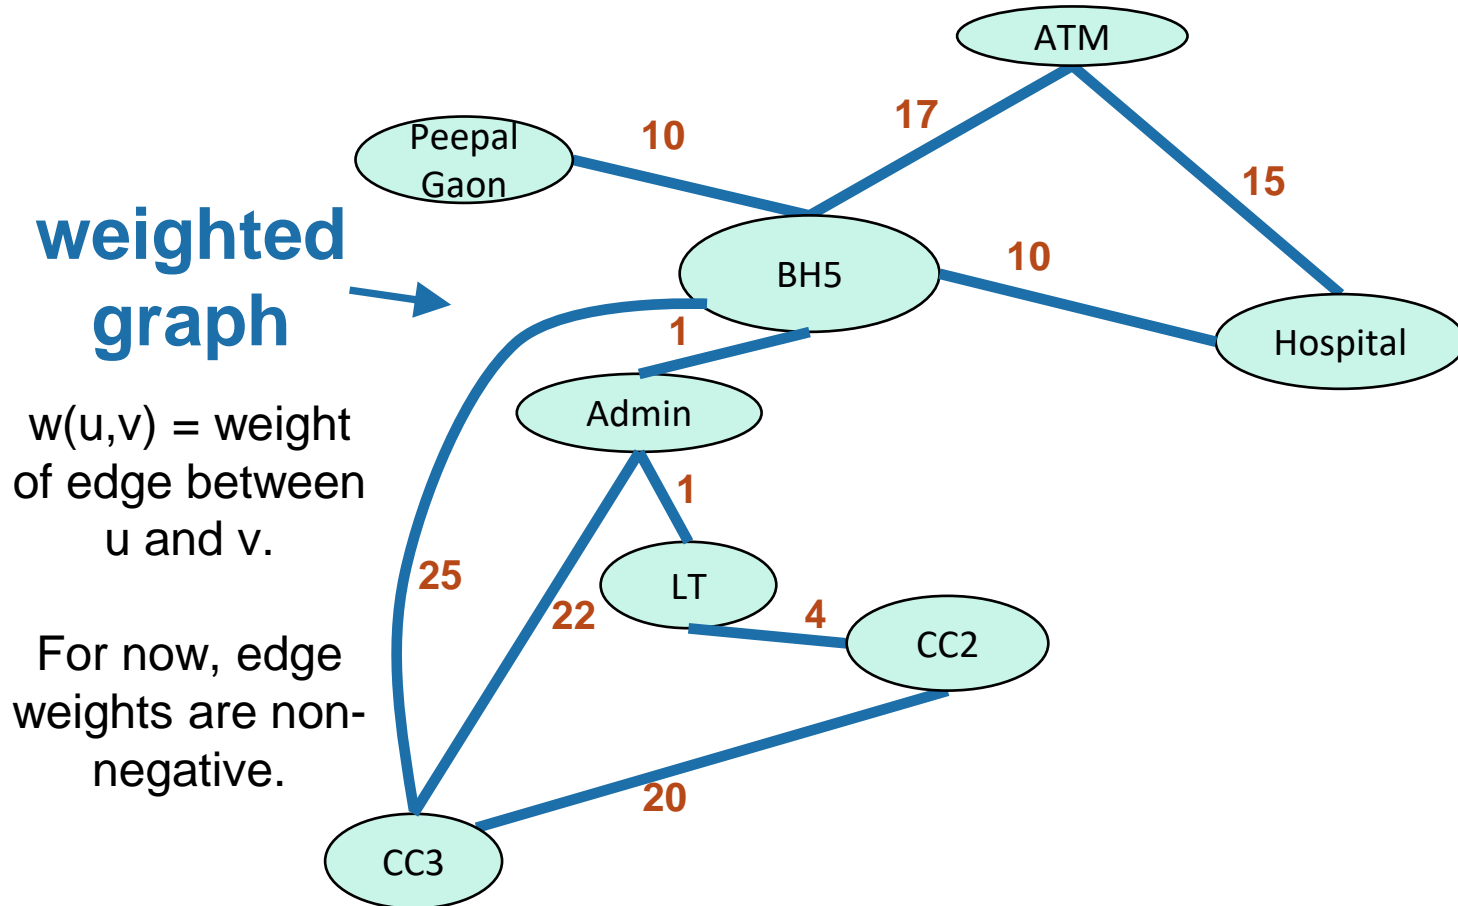 weighted
graph
w(u,v) = weight
of edge between
u and v.
For now, edge
weights are non-
negative.
ATM
17
15
Peepal
Gaon
10
BH5
10
Hospital
1
Admin
1
25
22
LT
4
CC2
20
CC3